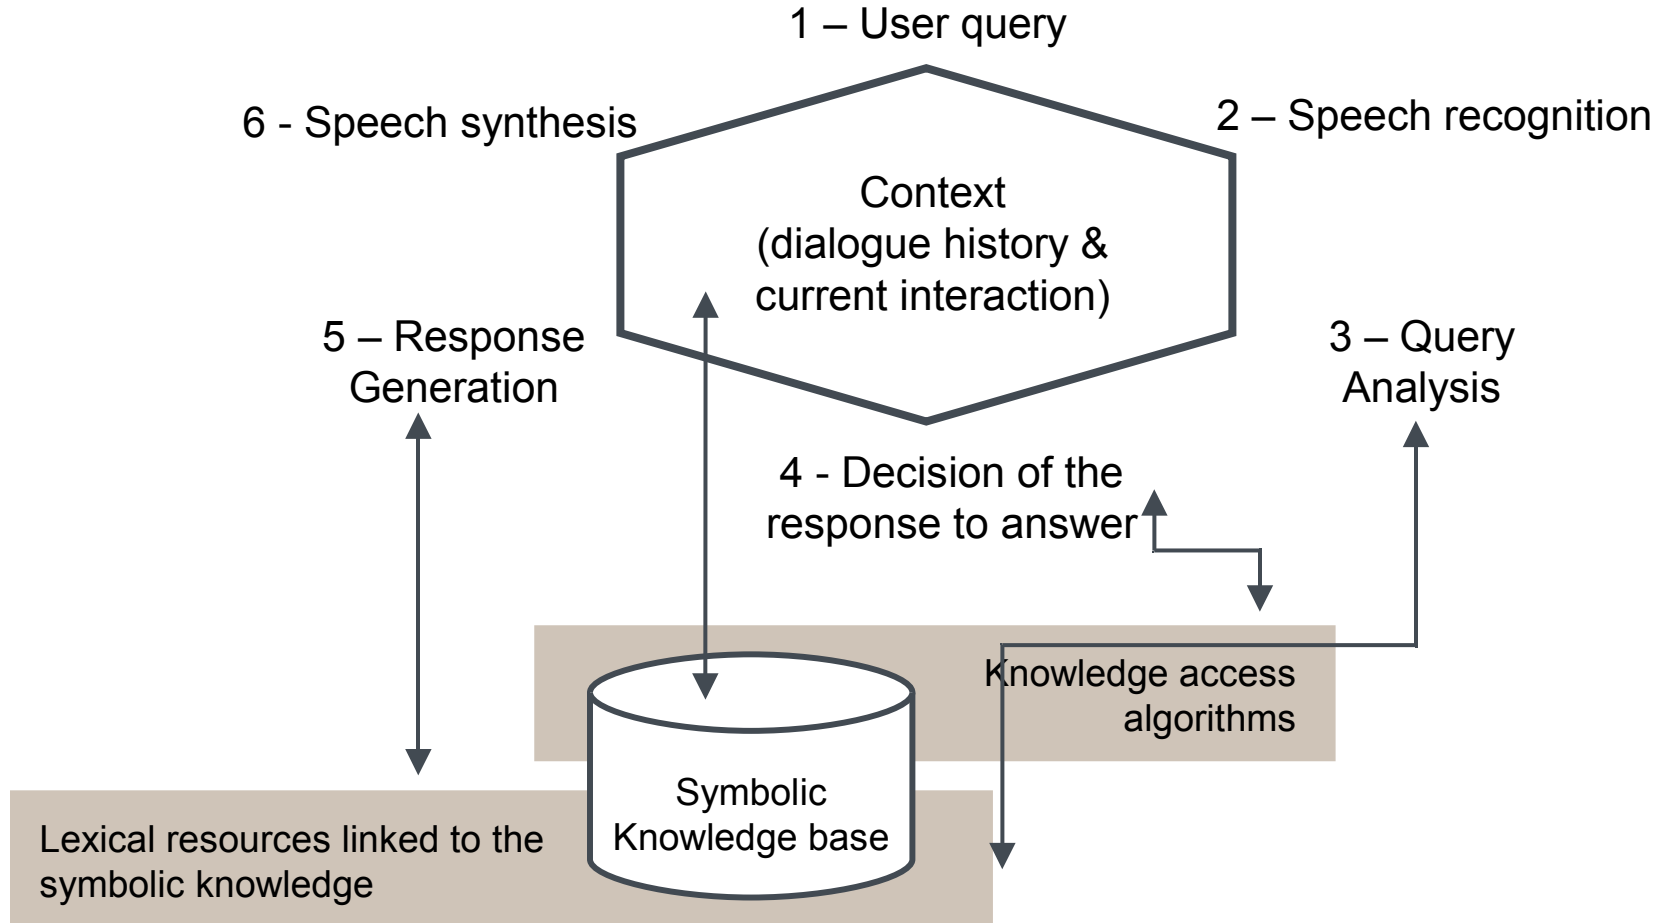 1 – User query
6 - Speech synthesis
2 – Speech recognition
Context
(dialogue history &
current interaction)
5 – Response
Generation
3 – Query
Analysis
4 - Decision of the
response to answer
Knowledge access
algorithms
Symbolic
Knowledge base
Lexical resources linked to the
symbolic knowledge